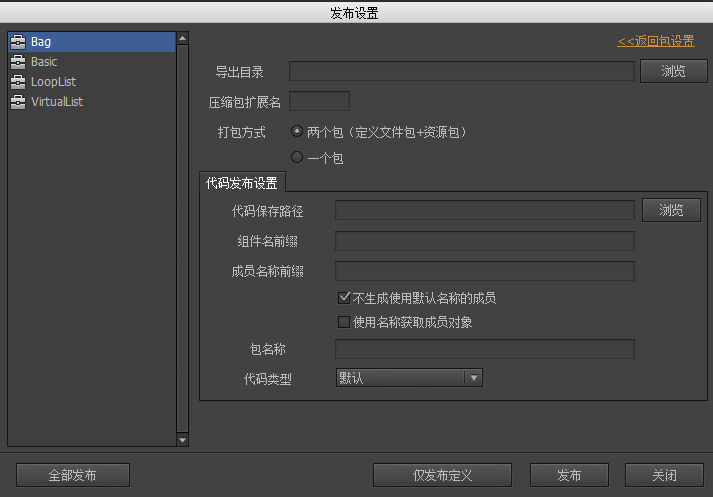 发布设置
Bag
Basic
LoopList
VirtualList
<<返回包设置
导出目录
浏览
压缩包扩展名
打包方式
两个包（定义文件包+资源包）
一个包
代码发布设置
代码保存路径
浏览
组件名前缀
成员名称前缀
不生成使用默认名称的成员
使用名称获取成员对象
包名称
代码类型
默认
全部发布
仅发布定义
发布
关闭